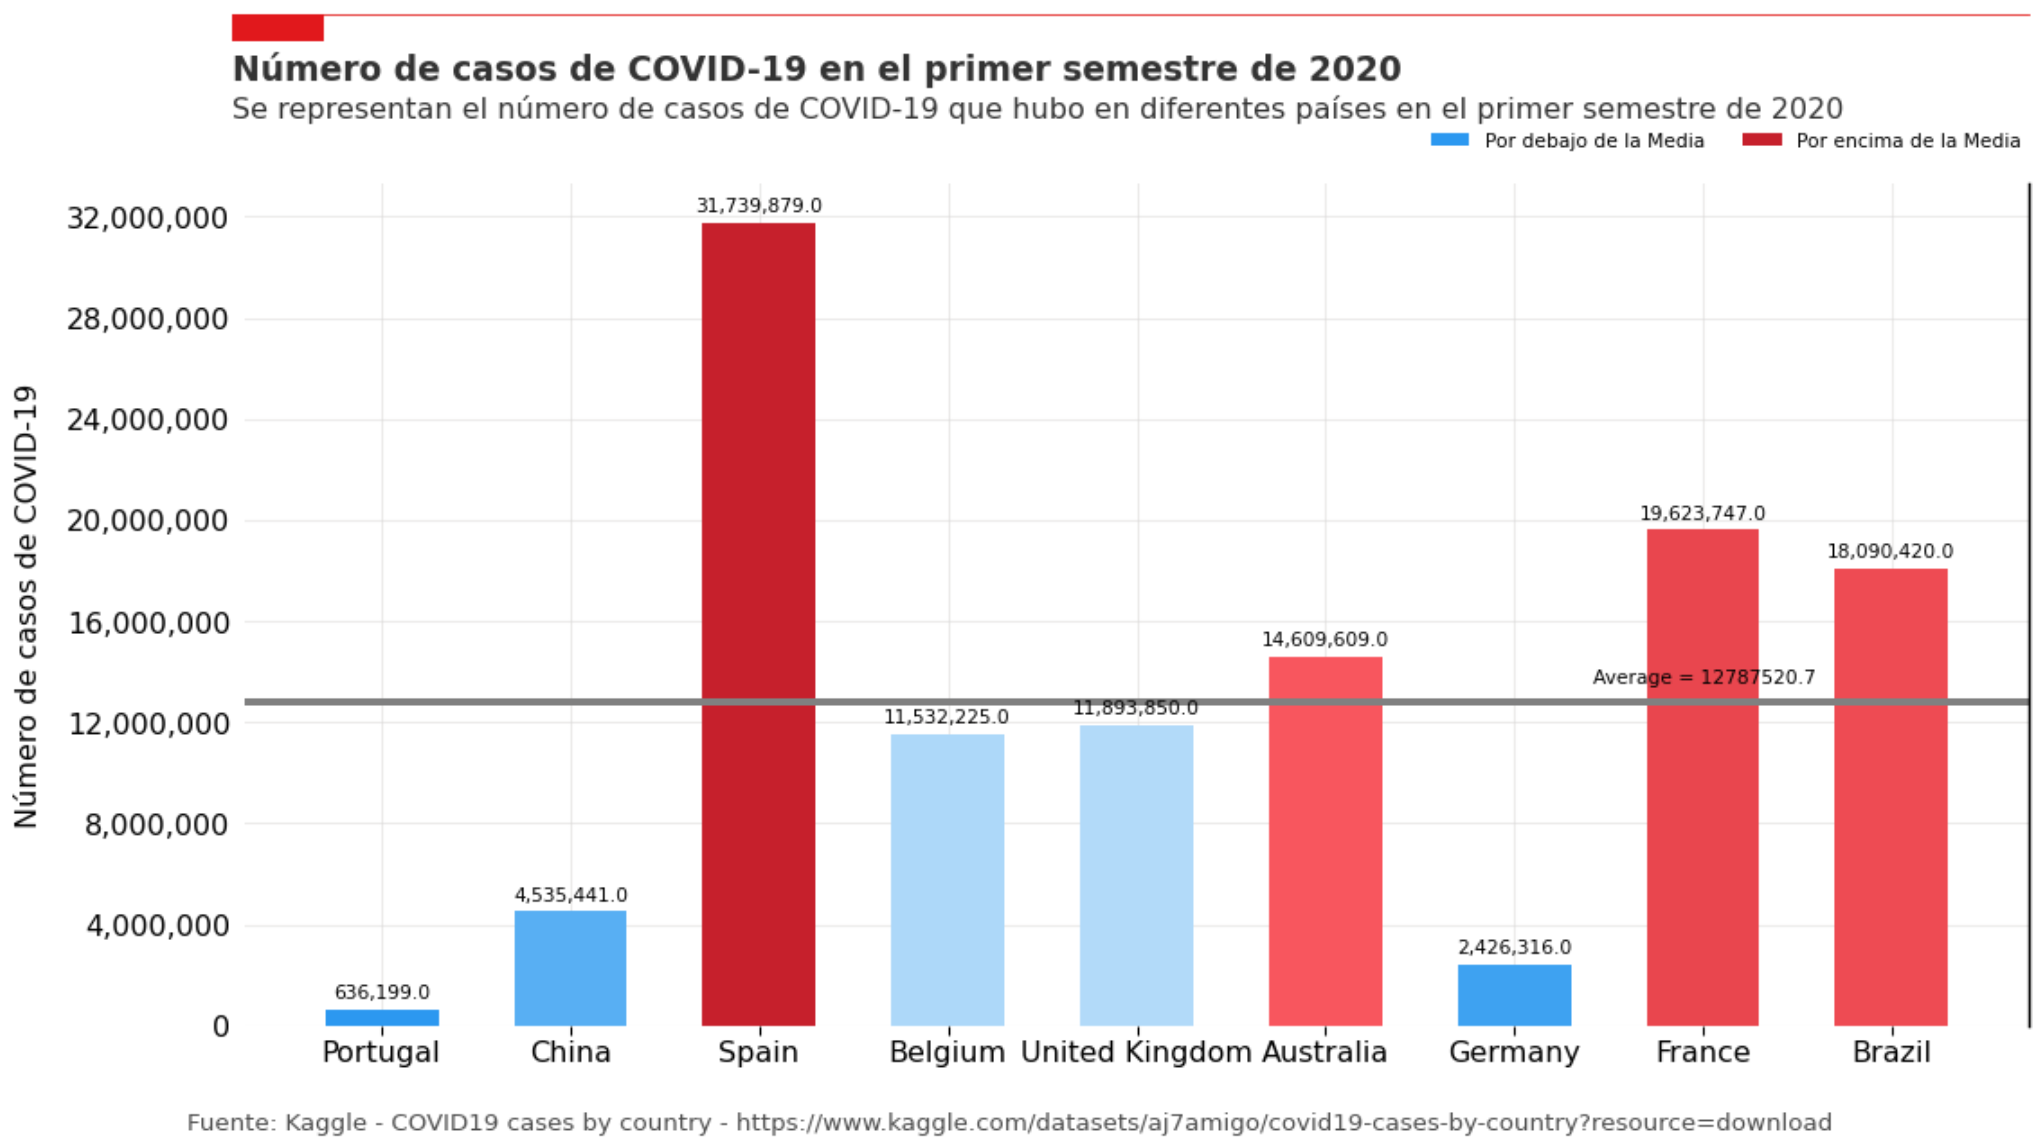 Número de casos de COVID-19 en el primer semestre de 2020
Se representan el número de casos de COVID-19 que hubo en diferentes países en el primer semestre de 2020
Por debajo de la Media
Por encima de la Media
Número de casos de COVID-19
32,000,000
28,000,000
24,000,000
20,000,000
16,000,000
12,000,000
8,000,000
4,000,000
0
636,199.0
4,535,441.0
31,739,879.0
11,532,225.0
11,893,850.0
14,609,609.0
2,426,316.0
19,623,747.0
18,090,420.0
Average = 12787520.7
Portugal
China
Spain
Belgium
United Kingdom
Australia
Germany
France
Brazil
Fuente: Kaggle - COVID19 cases by country - https://www.kaggle.com/datasets/aj7amigo/covid19-cases-by-country?resource=download